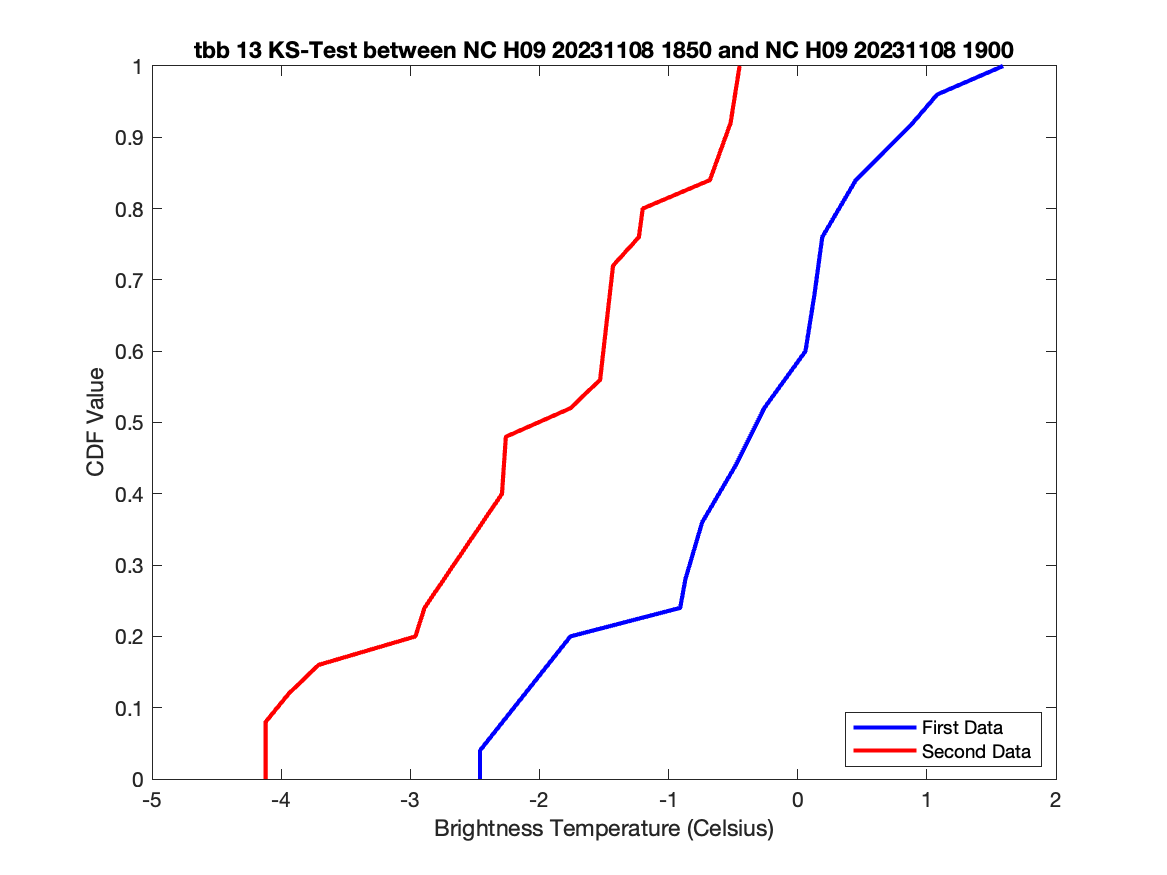 tbb 13 KS-Test between NC H09 20231108 1850 and NC H09 20231108 1900
1
0.9
0.8
0.7
0.6
0.5
0.4
0.3
0.2
0.1
0
CDF Value
First Data
Second Data
-5 -4 -3 -2 -1 0 1 2
Brightness Temperature (Celsius)